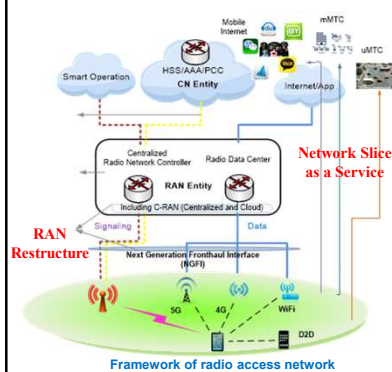 Mobile
Internet
mMTC
uMTC
Smart Operation
HSS/AAA/PCC
CN Entity
Internet/App
Centralized
Radio Network Controller
Radio Data Center
RAN Entity
Including C-RAN (Centralized and Cloud)
Network Slice
as a Service
Signaling
Data
RAN
Restructure
Next Generation Fronthaul Interface
(NGFI)
5G
4G
WiFi
D2D
Framework of radio access network